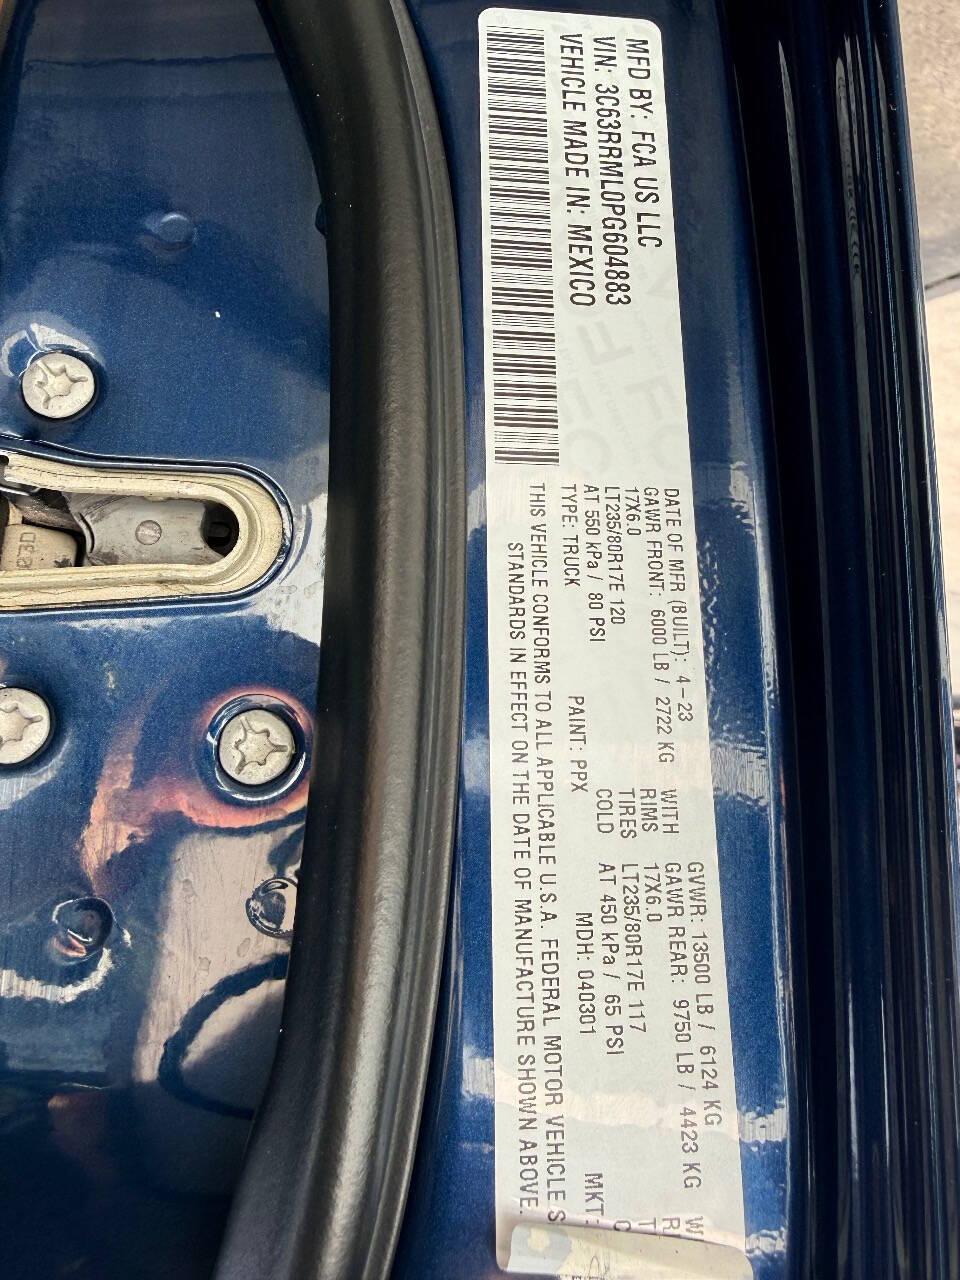 MFD BY: FCA US LLC
VIN: 3C63RRML0PG604883
VEHICLE MADE IN: MEXICO
DATE OF MFR (BUILT): 4-23 GVWR: 13500 LB / 6124 KG
GAWR FRONT: 6000 LB / 2722 KG WITH GAWR REAR: 9750 LB / 4423 KG W
17X6.0 RIMS 17X6.0 R
LT235/80R17E 120 TIRES LT235/80R17E 117 T
AT 550 kPa / 80 PSI COLD AT 450 kPa / 65 PSI C
TYPE: TRUCK PAINT: PPX MDH: 040301 MKT:
THIS VEHICLE CONFORMS TO ALL APPLICABLE U.S.A. FEDERAL MOTOR VEHICLE S
STANDARDS IN EFFECT ON THE DATE OF MANUFACTURE SHOWN ABOVE.